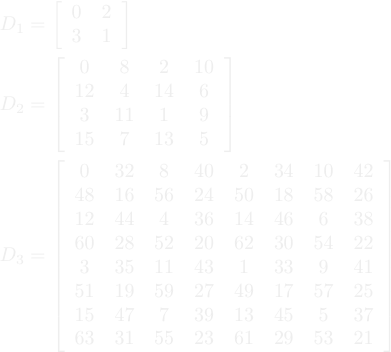 D₁ = [ 0 2
3 1 ]
D₂ = [ 0 8 2 10
12 4 14 6
3 11 1 9
15 7 13 5 ]
D₃ = [ 0 32 8 40 2 34 10 42
48 16 56 24 50 18 58 26
12 44 4 36 14 46 6 38
60 28 52 20 62 30 54 22
3 35 11 43 1 33 9 41
51 19 59 27 49 17 57 25
15 47 7 39 13 45 5 37
63 31 55 23 61 29 53 21 ]